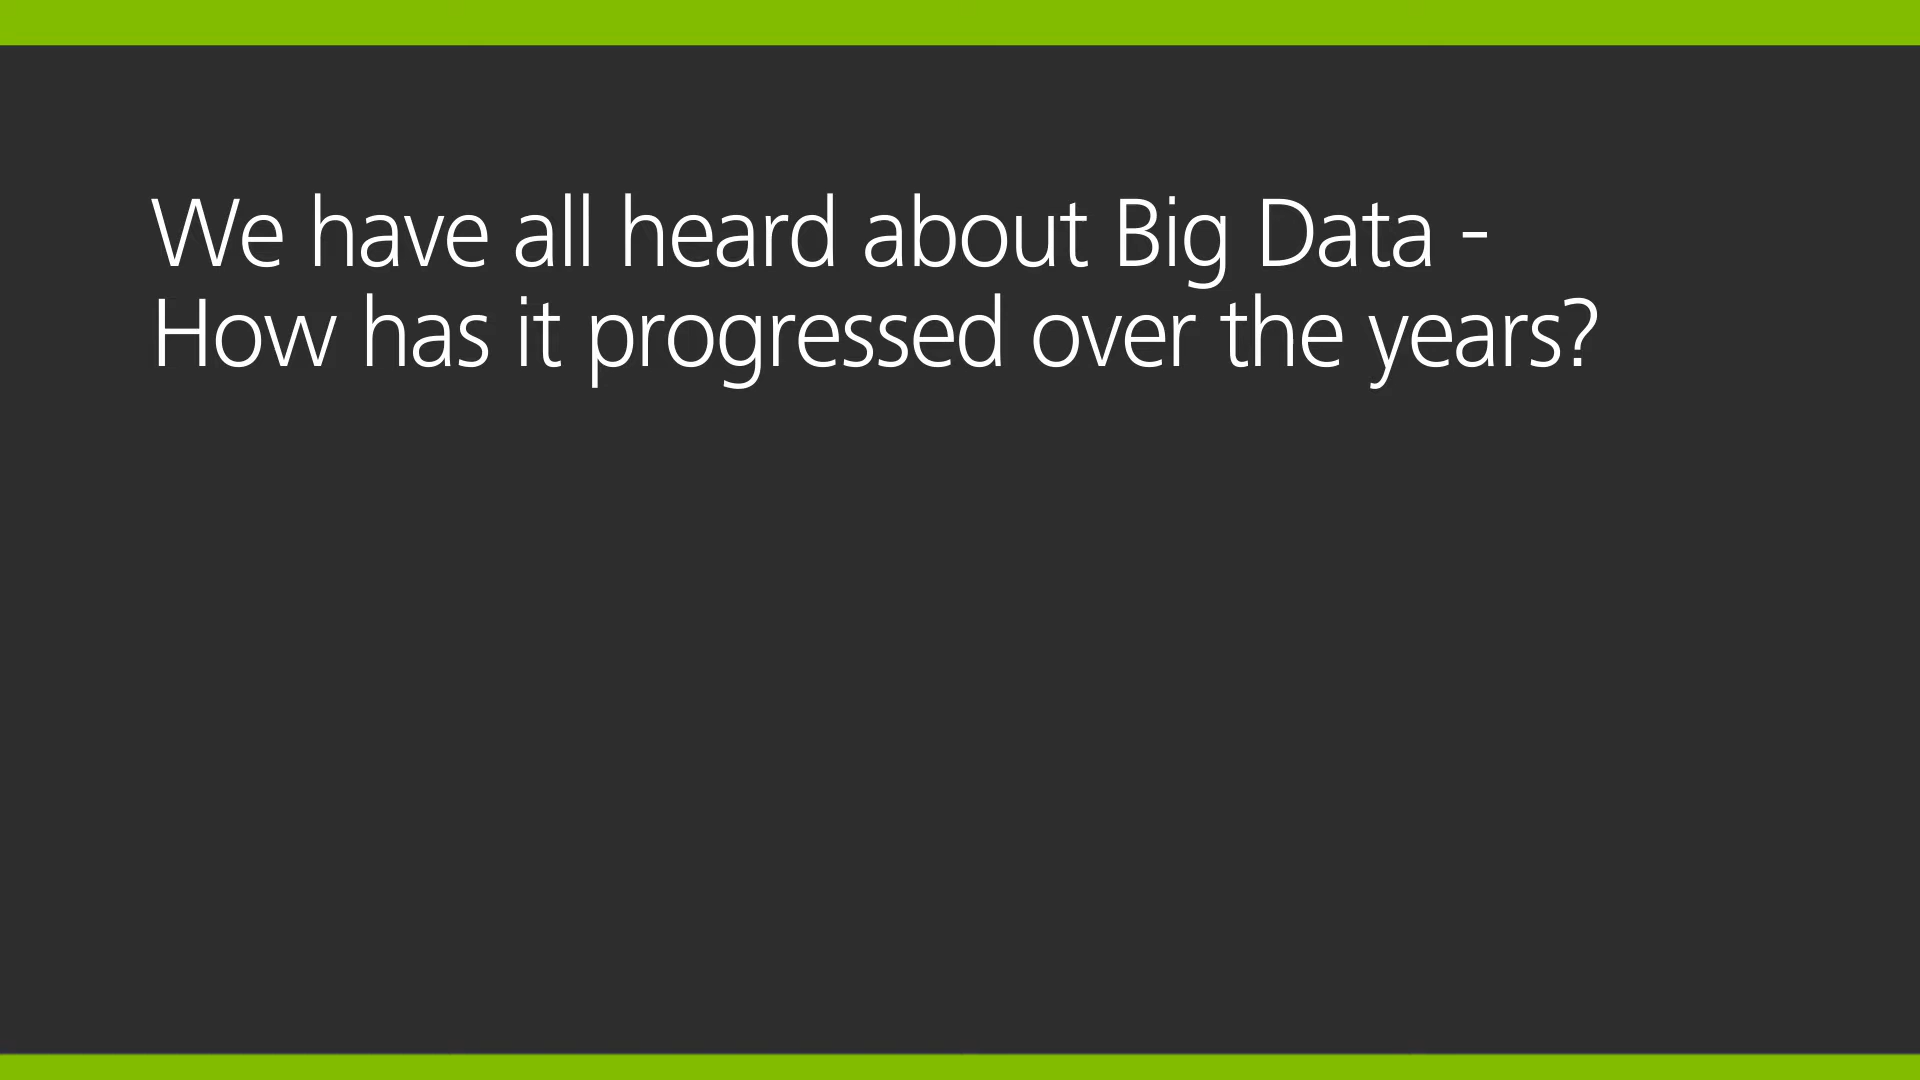 We have all heard about Big Data -
How has it progressed over the years?